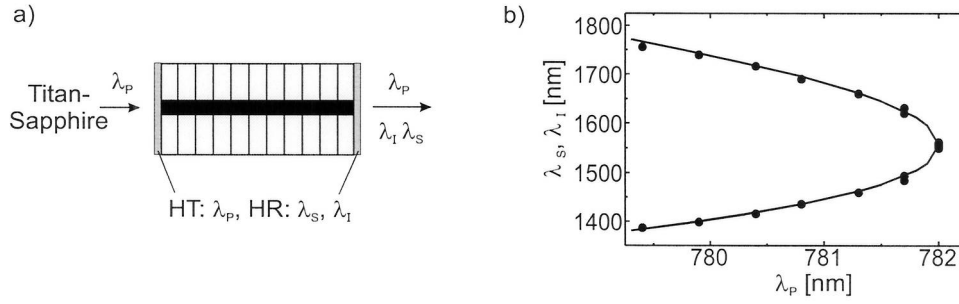 a)
Titan-
Sapphire
λP
λP
λI λS
HT: λP, HR: λS, λI
b)
λS, λI [nm]
1800
1700
1600
1500
1400
780
781
782
λP [nm]